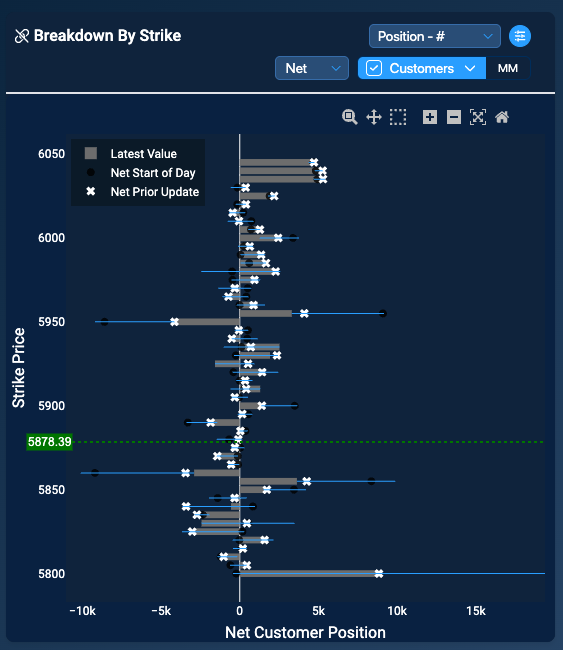 Breakdown By Strike
Position - #
Net
Customers
MM
Latest Value
Net Start of Day
Net Prior Update
Strike Price
6050
6000
5950
5900
5878.39
5850
5800
−10k −5k 0 5k 10k 15k
Net Customer Position